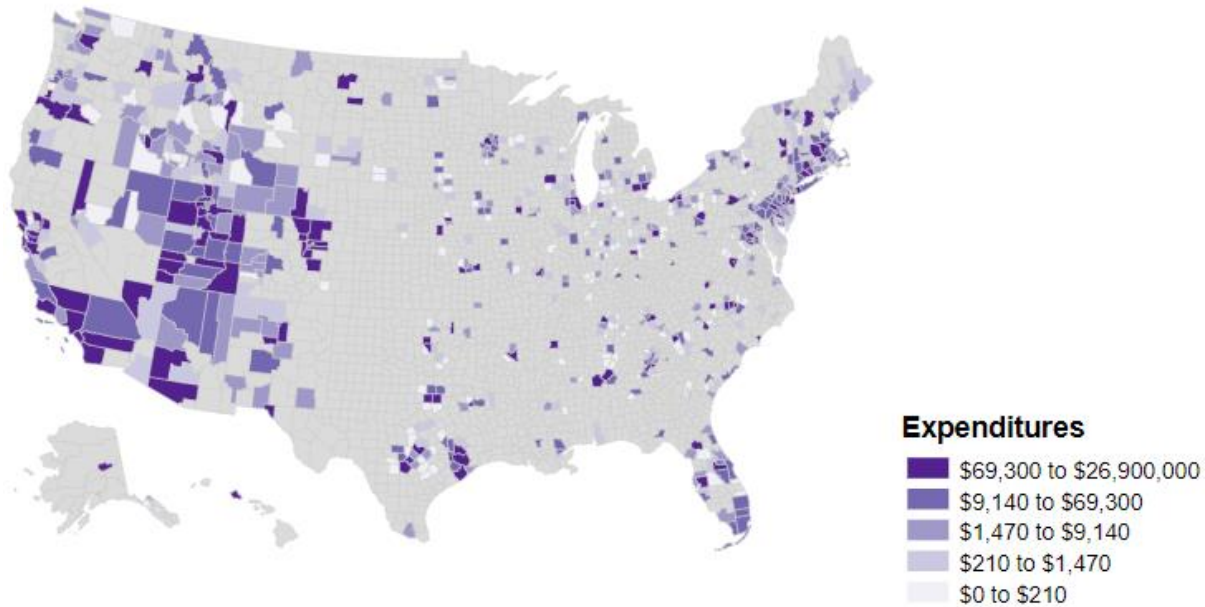 Expenditures
$69,300 to $26,900,000
$9,140 to $69,300
$1,470 to $9,140
$210 to $1,470
$0 to $210